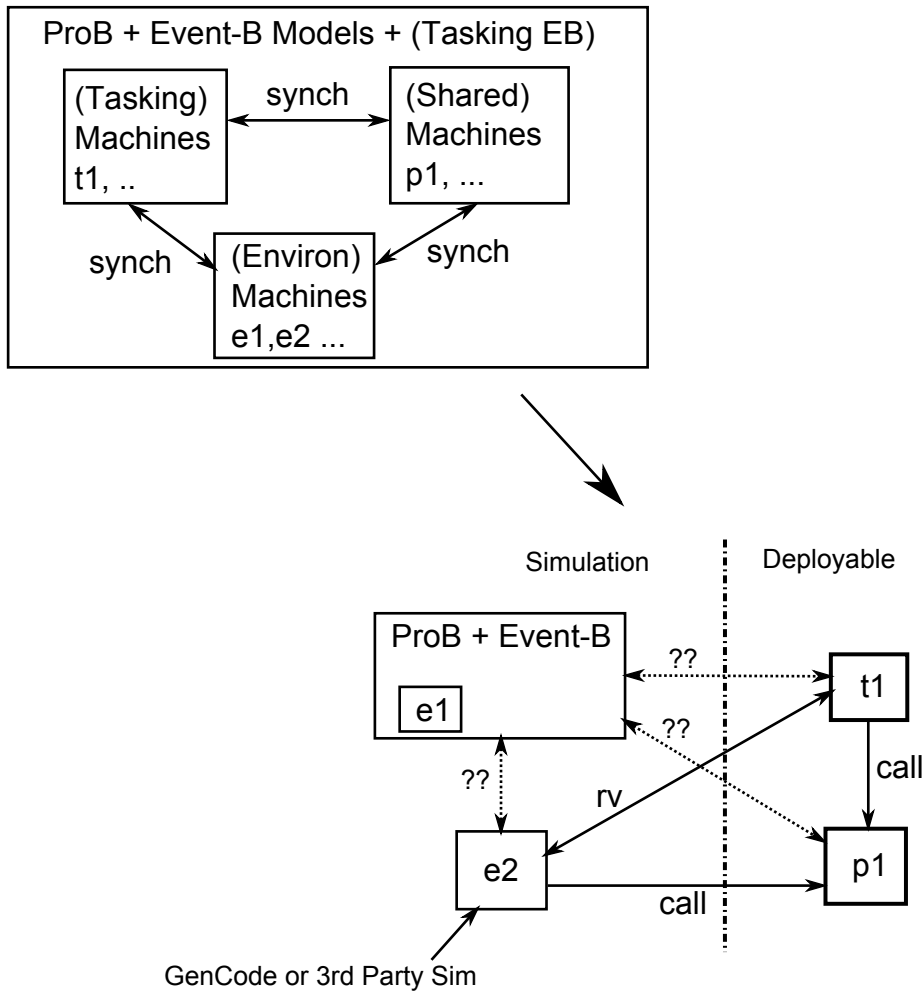 ProB + Event-B Models + (Tasking EB)
(Tasking)
Machines
t1, ..
synch
(Shared)
Machines
p1, ...
synch
(Environ)
Machines
e1,e2 ...
synch
Simulation
Deployable
ProB + Event-B
e1
??
t1
??
call
??
rv
e2
p1
call
GenCode or 3rd Party Sim